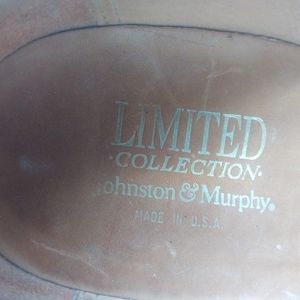 LIMITED
·COLLECTION·
Johnston & Murphy®
MADE IN U.S.A.